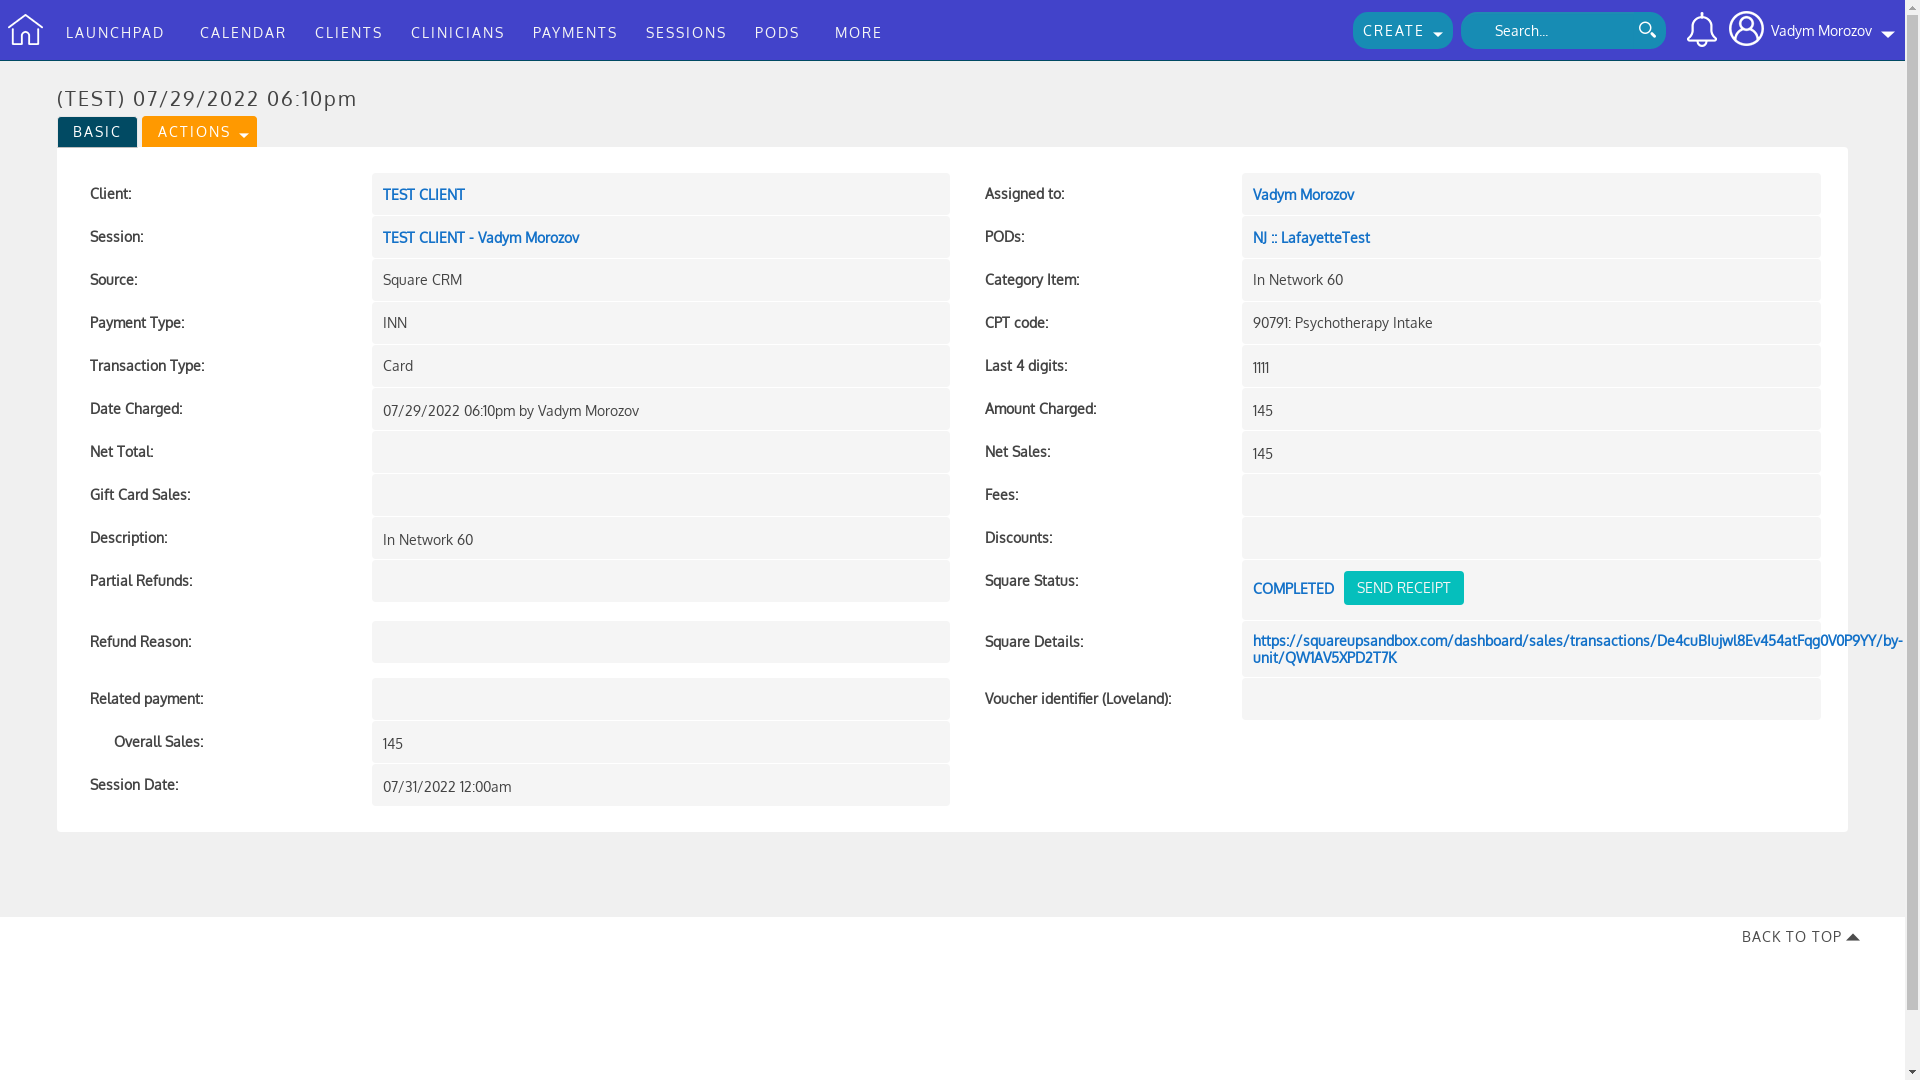 LAUNCHPAD CALENDAR CLIENTS CLINICIANS PAYMENTS SESSIONS PODS MORE CREATE Search... Vadym Morozov
(TEST) 07/29/2022 06:10pm
BASIC ACTIONS
Client: TEST CLIENT Assigned to: Vadym Morozov
Session: TEST CLIENT - Vadym Morozov PODs: NJ :: LafayetteTest
Source: Square CRM Category Item: In Network 60
Payment Type: INN CPT code: 90791: Psychotherapy Intake
Transaction Type: Card Last 4 digits: 1111
Date Charged: 07/29/2022 06:10pm by Vadym Morozov Amount Charged: 145
Net Total: Net Sales: 145
Gift Card Sales: Fees:
Description: In Network 60 Discounts:
Partial Refunds: Square Status: COMPLETED SEND RECEIPT
Refund Reason: Square Details: https://squareupsandbox.com/dashboard/sales/transactions/De4cuBIujwl8Ev454atFqg0V0P9YY/by-
unit/QW1AV5XPD2T7K
Related payment: Voucher identifier (Loveland):
Overall Sales: 145
Session Date: 07/31/2022 12:00am
BACK TO TOP